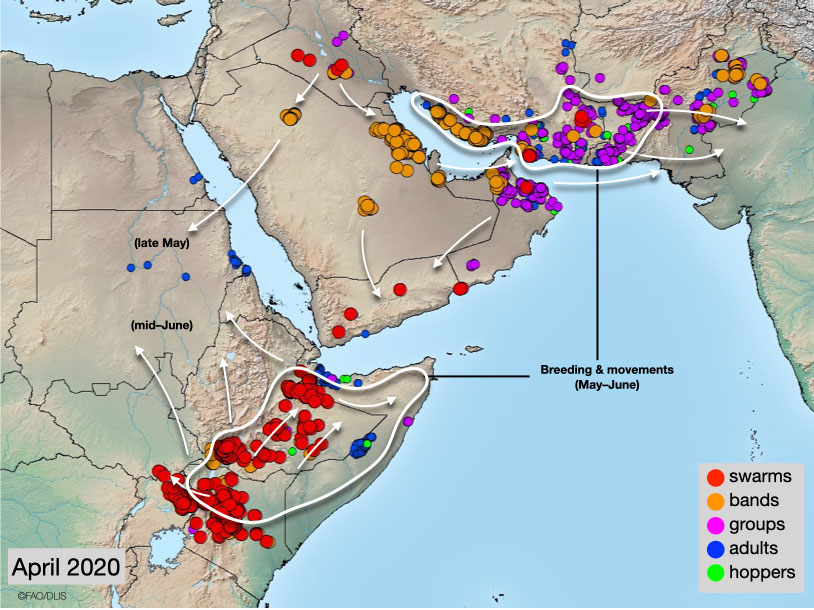 (late May)
(mid–June)
Breeding & movements
(May–June)
swarms
bands
groups
adults
hoppers
April 2020
©FAO/DLIS